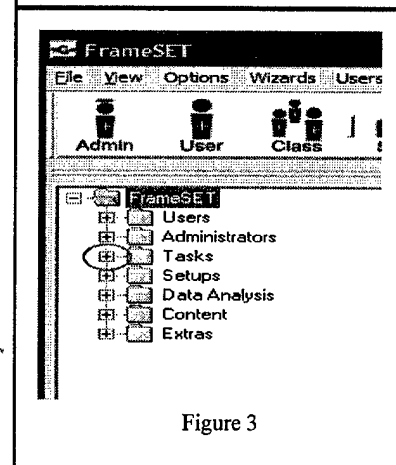 FrameSET
File View Options Wizards Users
Admin User Class
FrameSET
Users
Administrators
Tasks
Setups
Data Analysis
Content
Extras
Figure 3